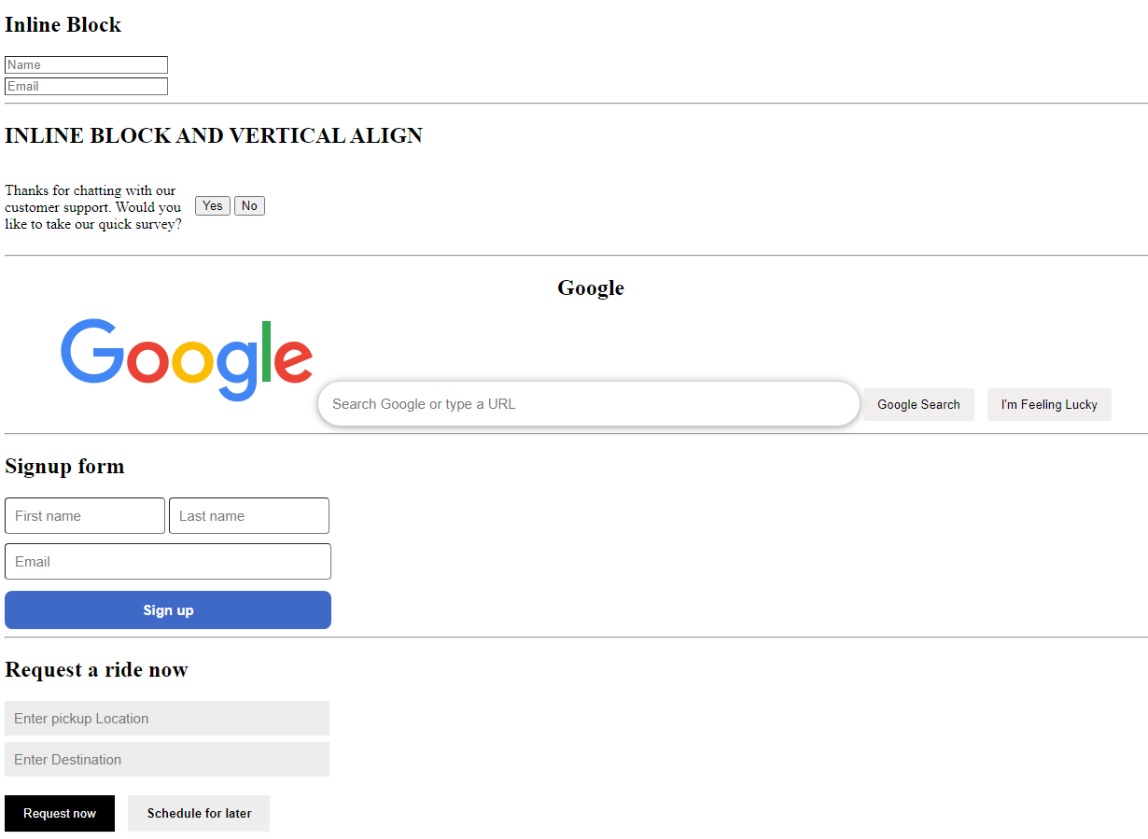 Inline Block
Name
Email
INLINE BLOCK AND VERTICAL ALIGN
Thanks for chatting with our
customer support. Would you
like to take our quick survey?
Yes No
Google
Google
Search Google or type a URL Google Search I'm Feeling Lucky
Signup form
First name Last name
Email
Sign up
Request a ride now
Enter pickup Location
Enter Destination
Request now Schedule for later